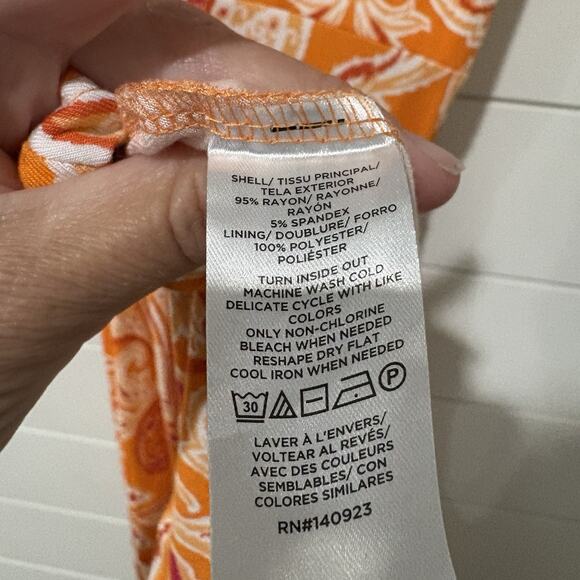 SHELL/ TISSU PRINCIPAL/
TELA EXTERIOR
95% RAYON/ RAYONNE/
RAYÓN
5% SPANDEX
LINING/ DOUBLURE/ FORRO
100% POLYESTER/
POLIÉSTER
TURN INSIDE OUT
MACHINE WASH COLD
DELICATE CYCLE WITH LIKE
COLORS
ONLY NON-CHLORINE
BLEACH WHEN NEEDED
RESHAPE DRY FLAT
COOL IRON WHEN NEEDED
30 P
LAVER À L'ENVERS/
VOLTEAR AL REVÉS/
AVEC DES COULEURS
SEMBLABLES/ CON
COLORES SIMILARES
RN#140923